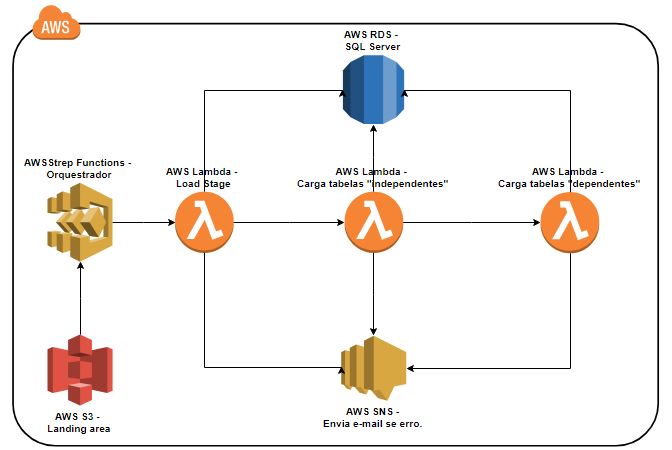 AWS
AWS RDS -
SQL Server
AWSStrep Functions -
Orquestrador
AWS Lambda -
Load Stage
AWS Lambda -
Carga tabelas "independentes"
AWS Lambda -
Carga tabelas "dependentes"
AWS S3 -
Landing area
AWS SNS -
Envia e-mail se erro.